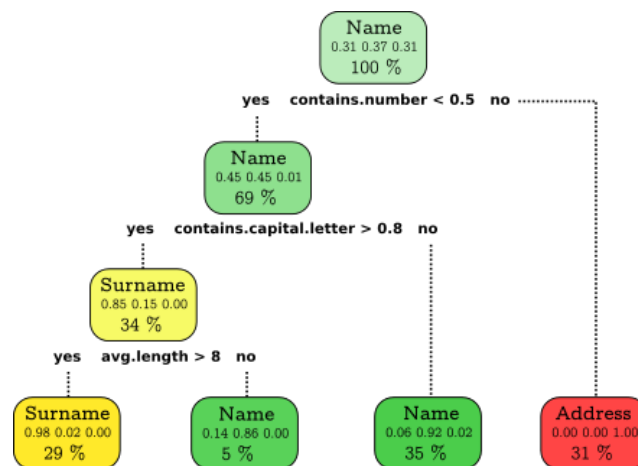 Name
0.31 0.37 0.31
100 %
yes contains.number < 0.5 no
Name
0.45 0.45 0.01
69 %
yes contains.capital.letter > 0.8 no
Surname
0.85 0.15 0.00
34 %
yes avg.length > 8 no
Surname
0.98 0.02 0.00
29 %
Name
0.14 0.86 0.00
5 %
Name
0.06 0.92 0.02
35 %
Address
0.00 0.00 1.00
31 %